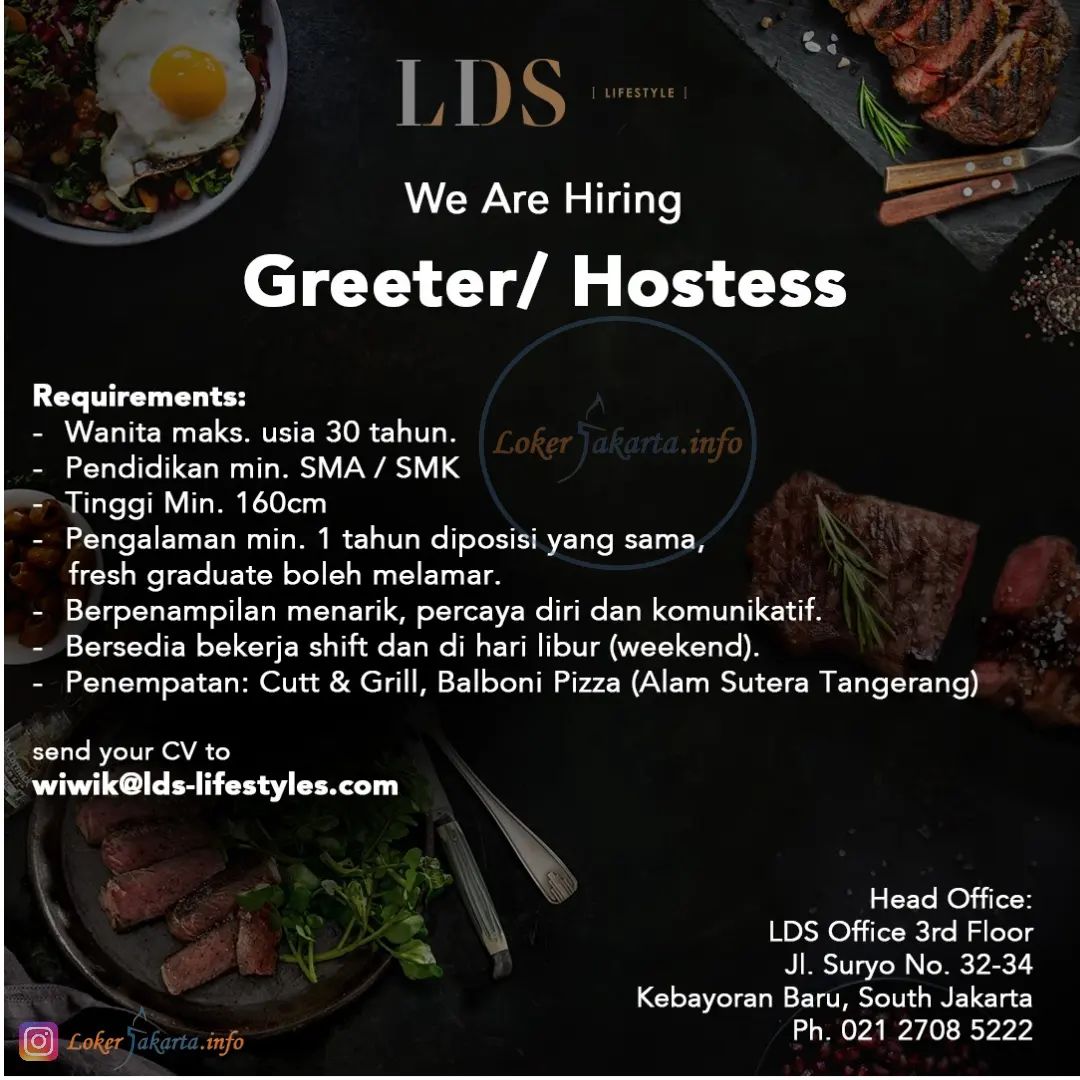 LDS | LIFESTYLE |
We Are Hiring
Greeter/ Hostess
Requirements:
- Wanita maks. usia 30 tahun.
- Pendidikan min. SMA / SMK
- Tinggi Min. 160cm
- Pengalaman min. 1 tahun diposisi yang sama,
fresh graduate boleh melamar.
- Berpenampilan menarik, percaya diri dan komunikatif.
- Bersedia bekerja shift dan di hari libur (weekend).
- Penempatan: Cutt & Grill, Balboni Pizza (Alam Sutera Tangerang)
Loker Jakarta.info
send your CV to
wiwik@lds-lifestyles.com
Head Office:
LDS Office 3rd Floor
Jl. Suryo No. 32-34
Kebayoran Baru, South Jakarta
Ph. 021 2708 5222
Loker Jakarta.info